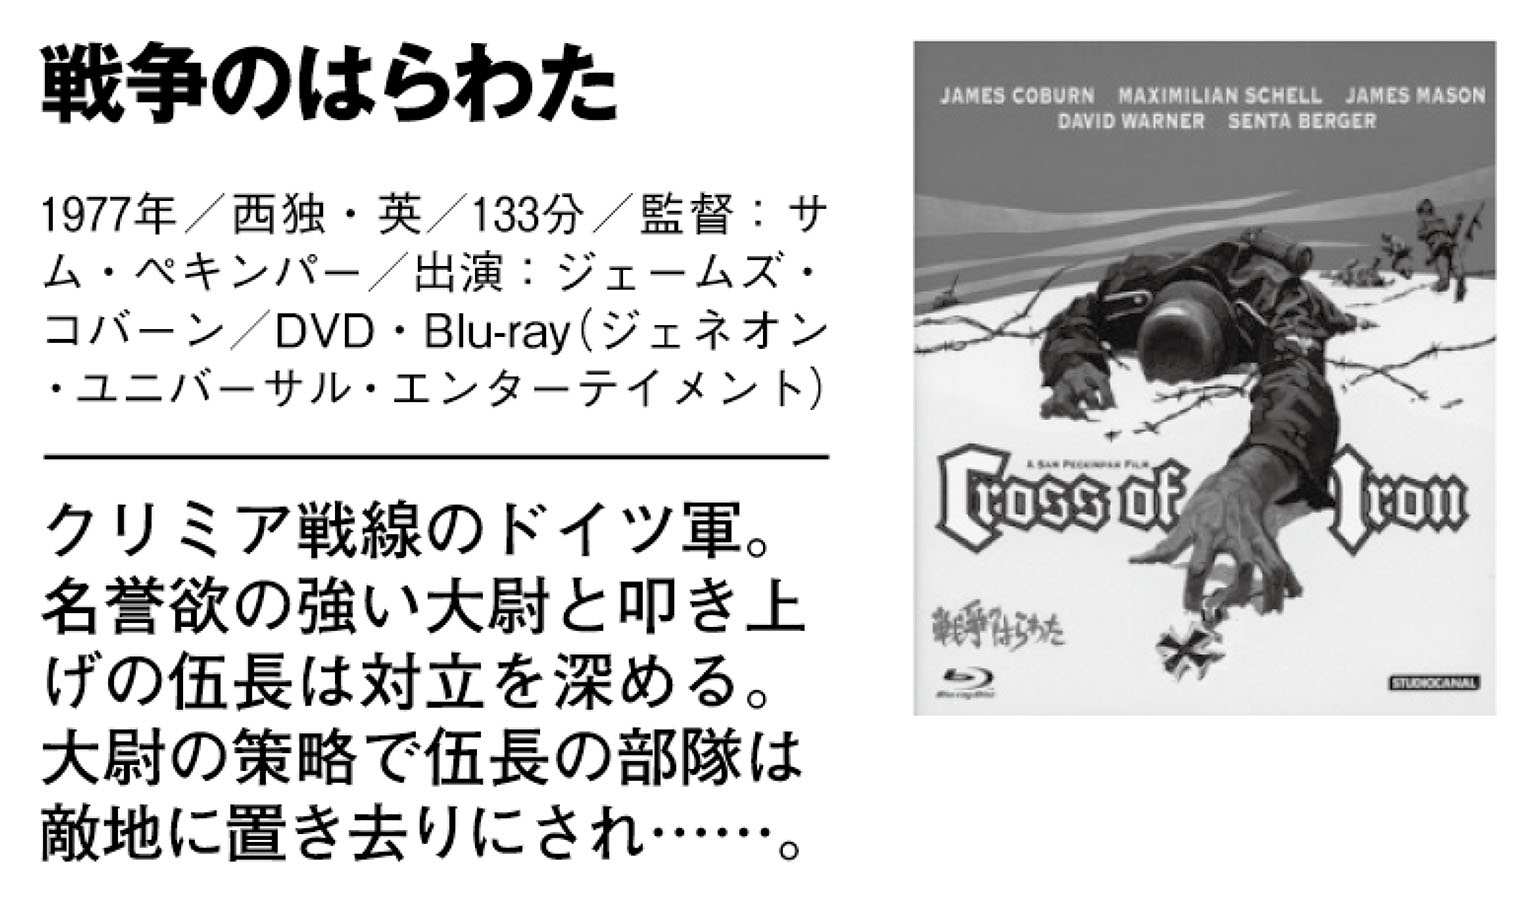 戦争のはらわた
1977年／西独・英／133分／監督：サ
ム・ペキンパー／出演：ジェームズ・
コバーン／DVD・Blu-ray（ジェネオン
・ユニバーサル・エンターテイメント）
クリミア戦線のドイツ軍。
名誉欲の強い大尉と叩き上
げの伍長は対立を深める。
大尉の策略で伍長の部隊は
敵地に置き去りにされ……。
JAMES COBURN MAXIMILIAN SCHELL JAMES MASON
DAVID WARNER SENTA BERGER
A SAM PECKINPAH FILM
Cross of Iron
戦争のはらわた
Blu-ray Disc
STUDIOCANAL